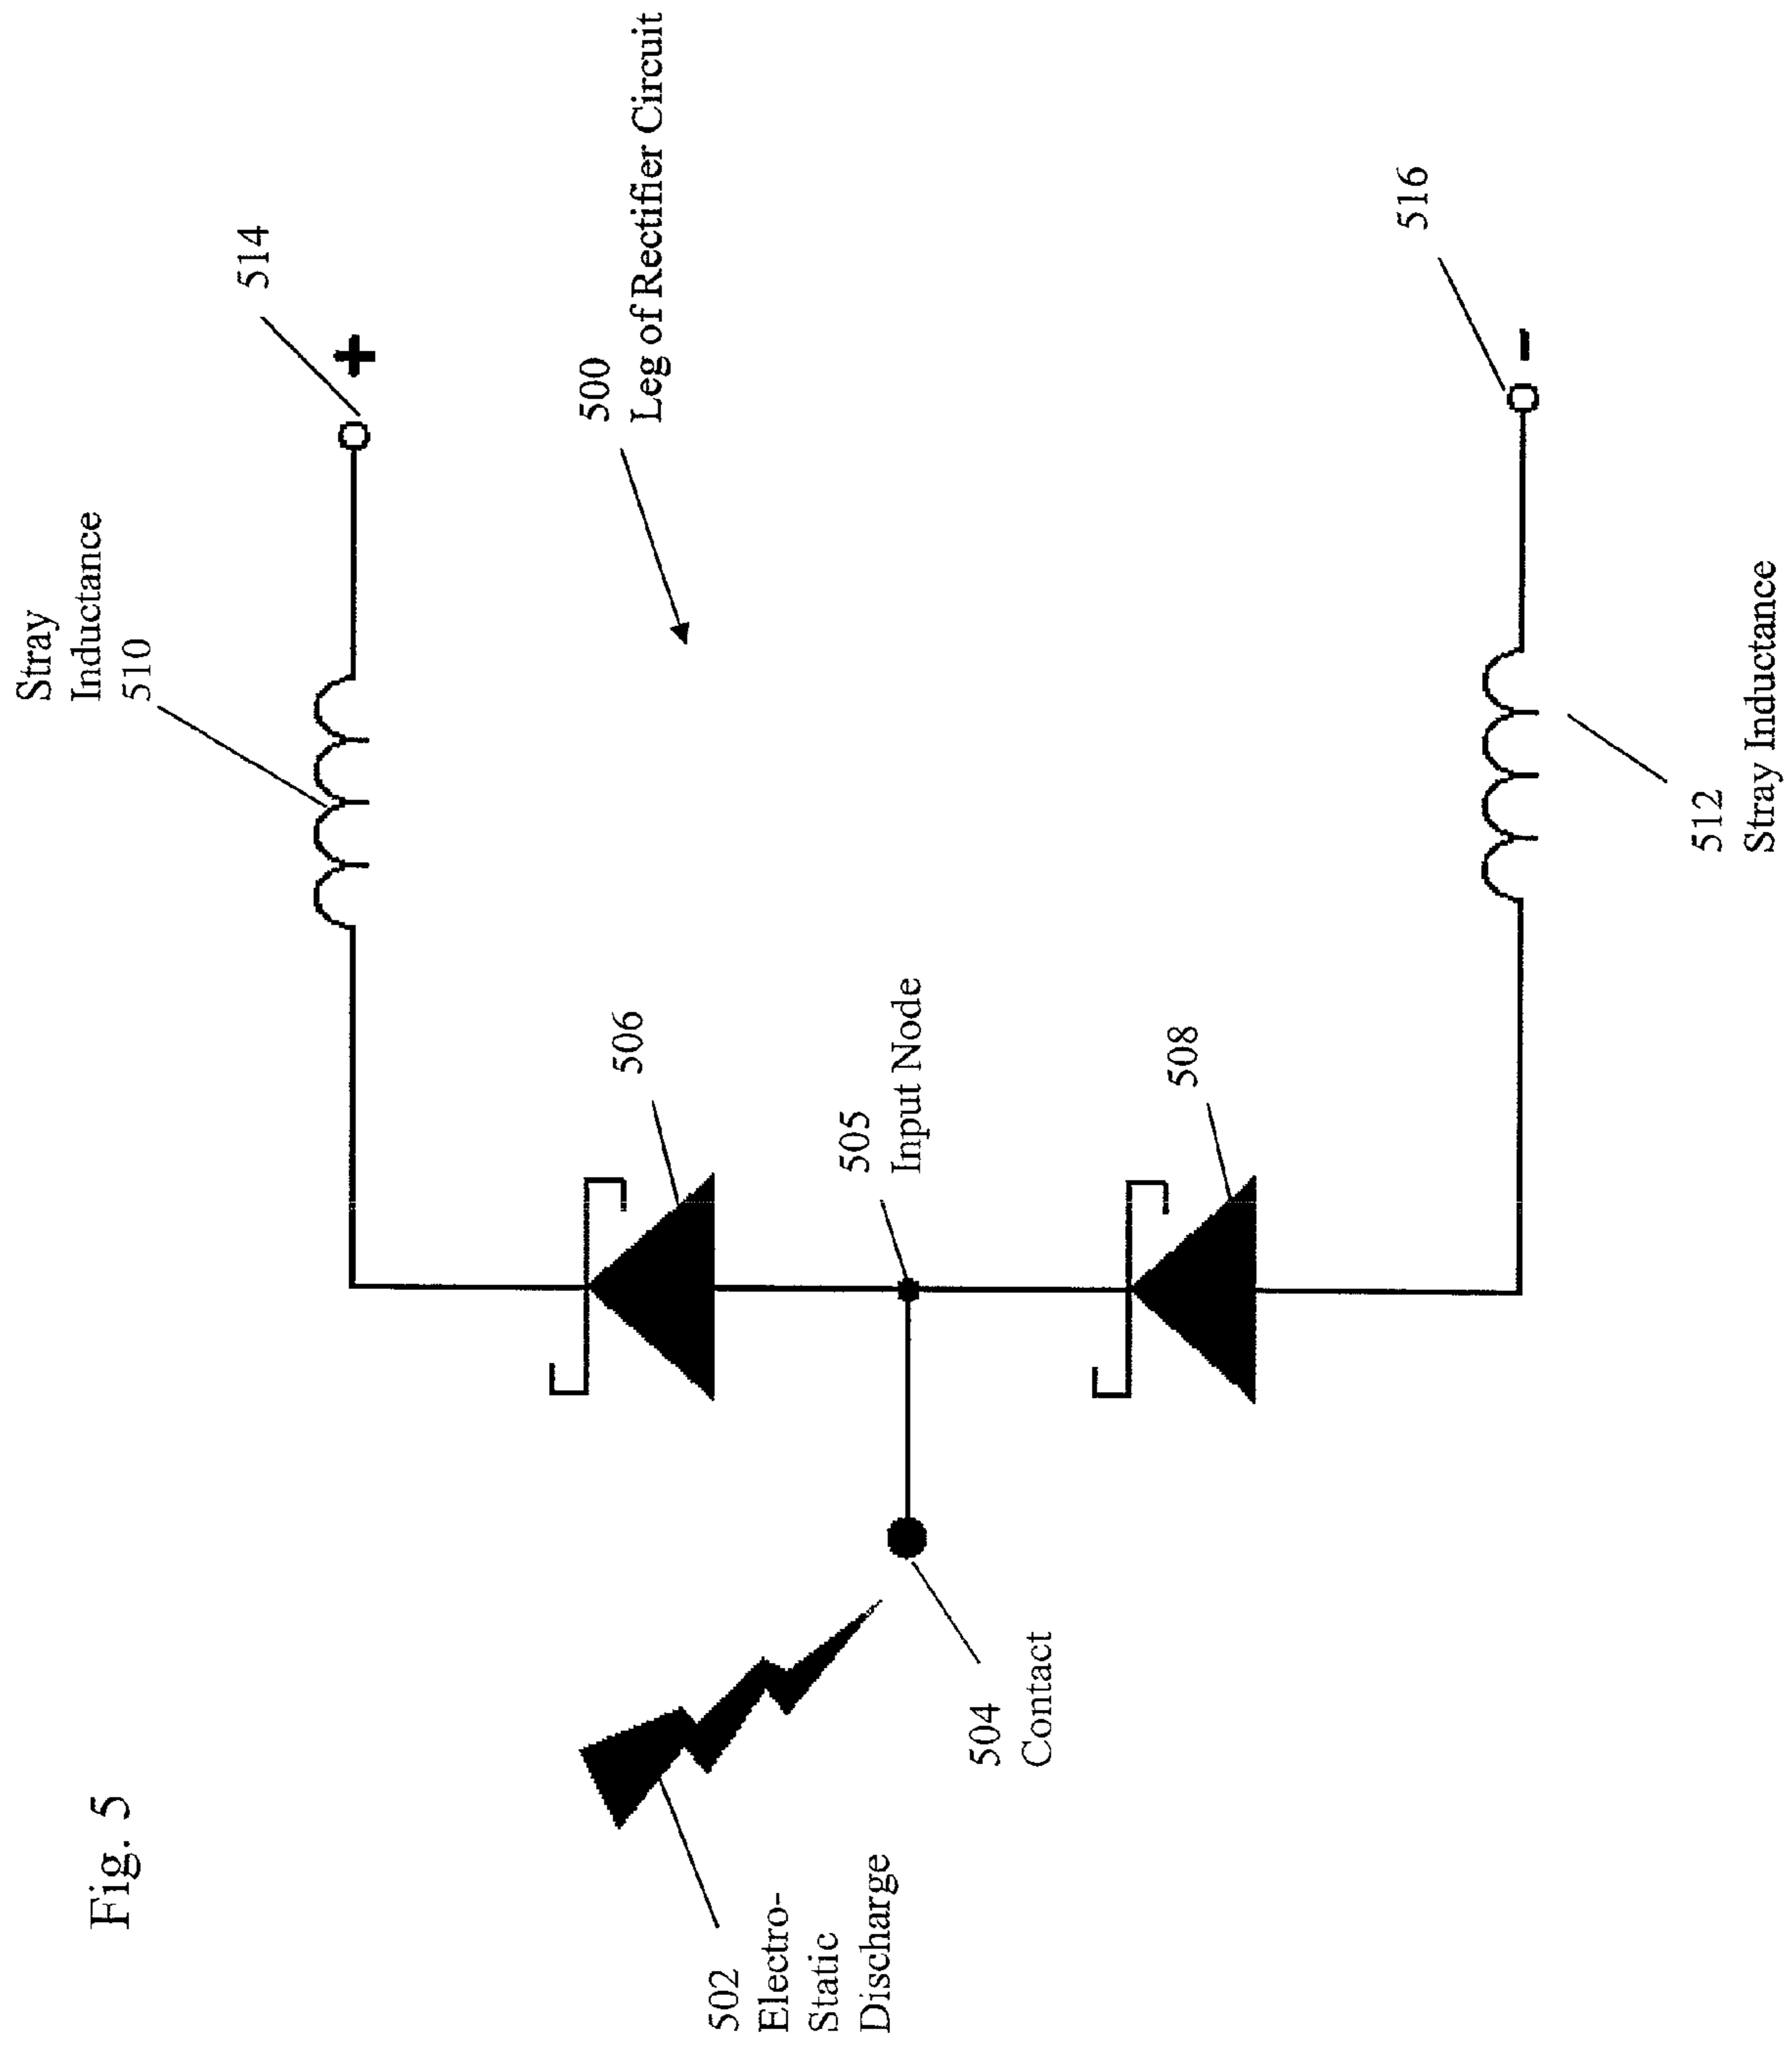 Fig. 5
Stray
Inductance
510
514
+
500
Leg of Rectifier Circuit
502
Electro-
Static
Discharge
504
Contact
506
505
Input Node
508
516
-
512
Stray Inductance